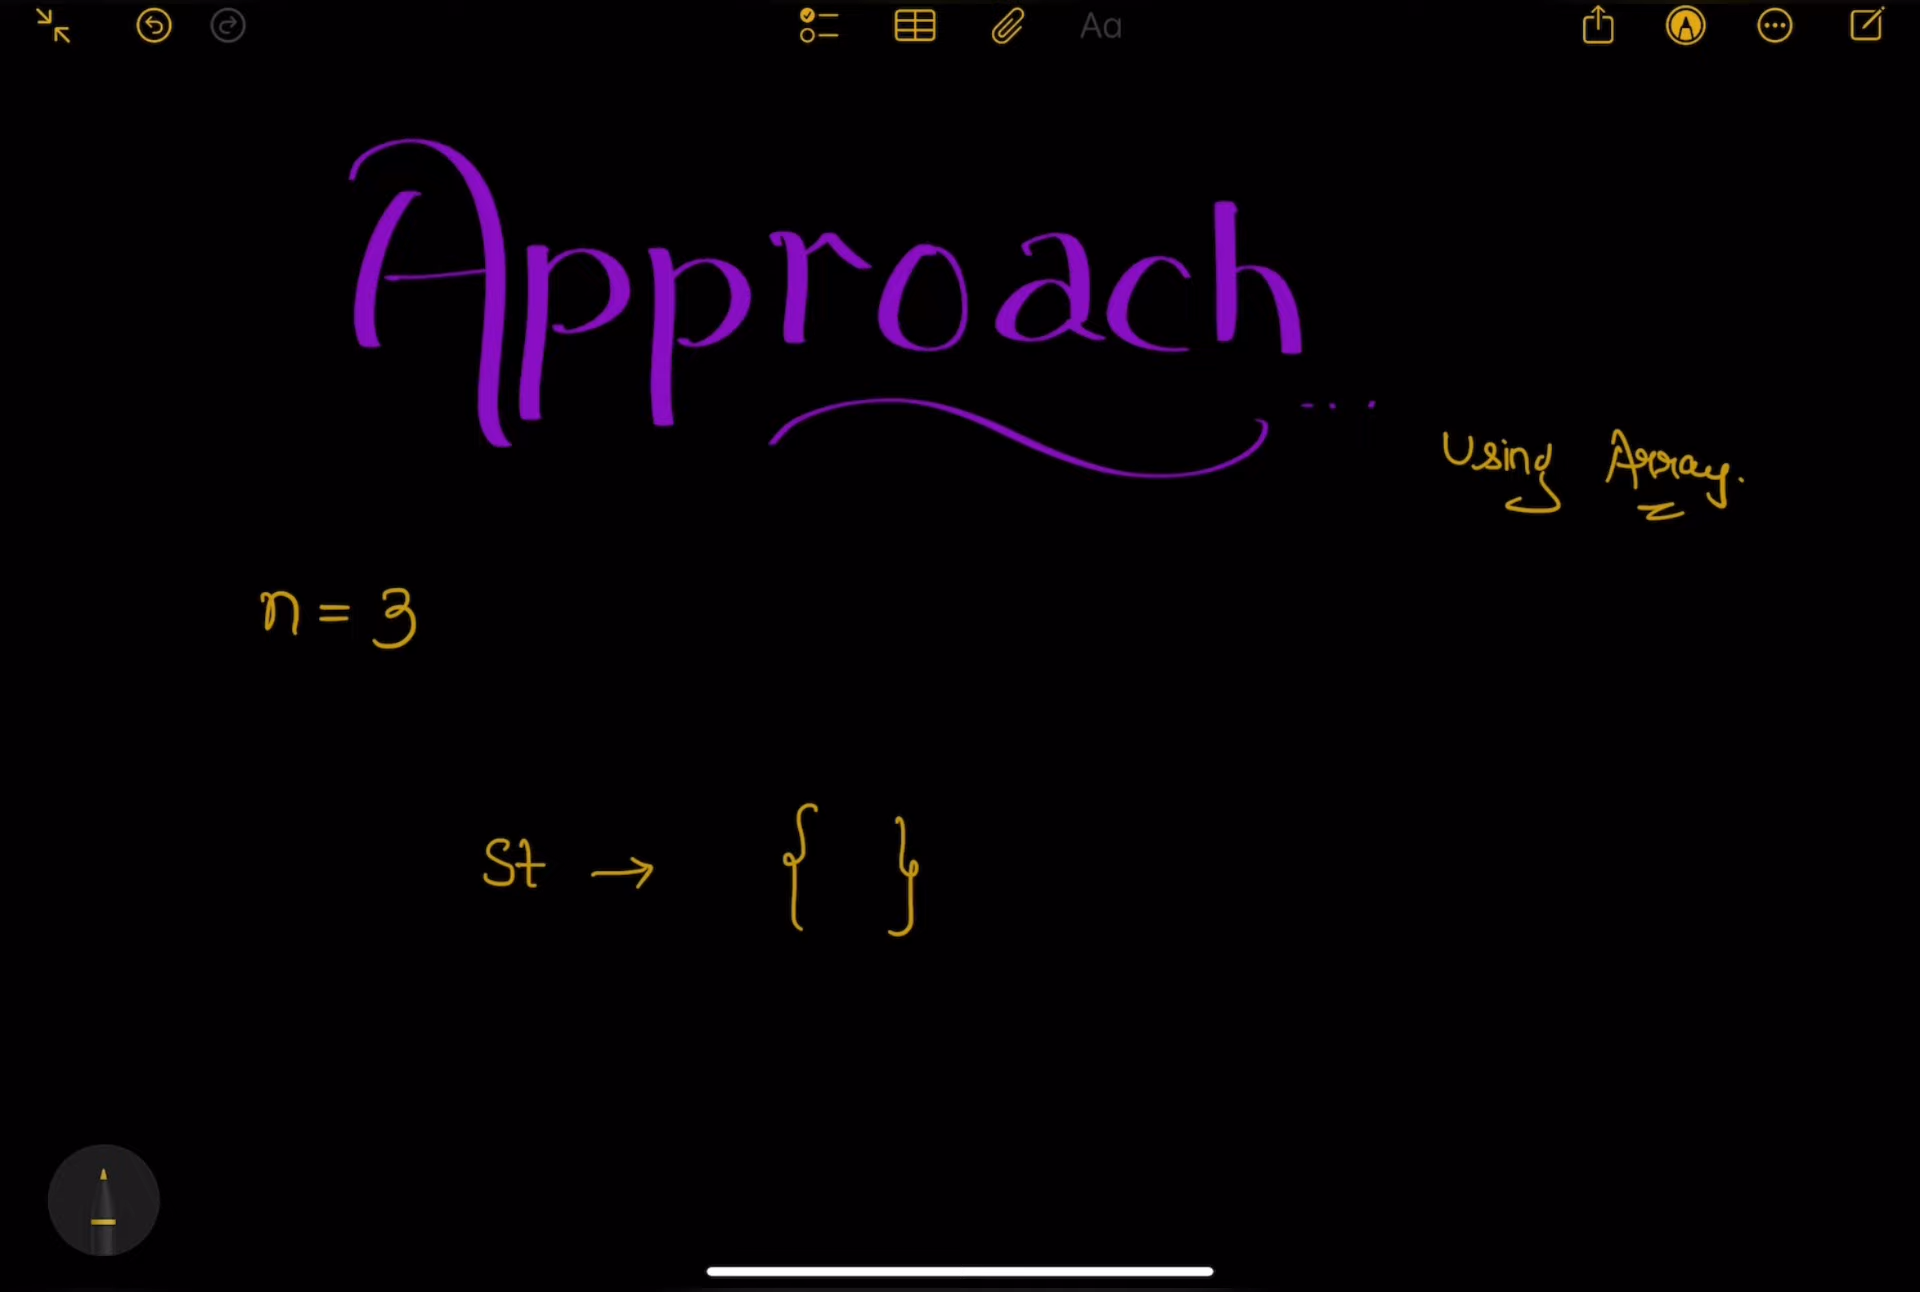 Aa
Approach...
Using Array.
n = 3
St → { }